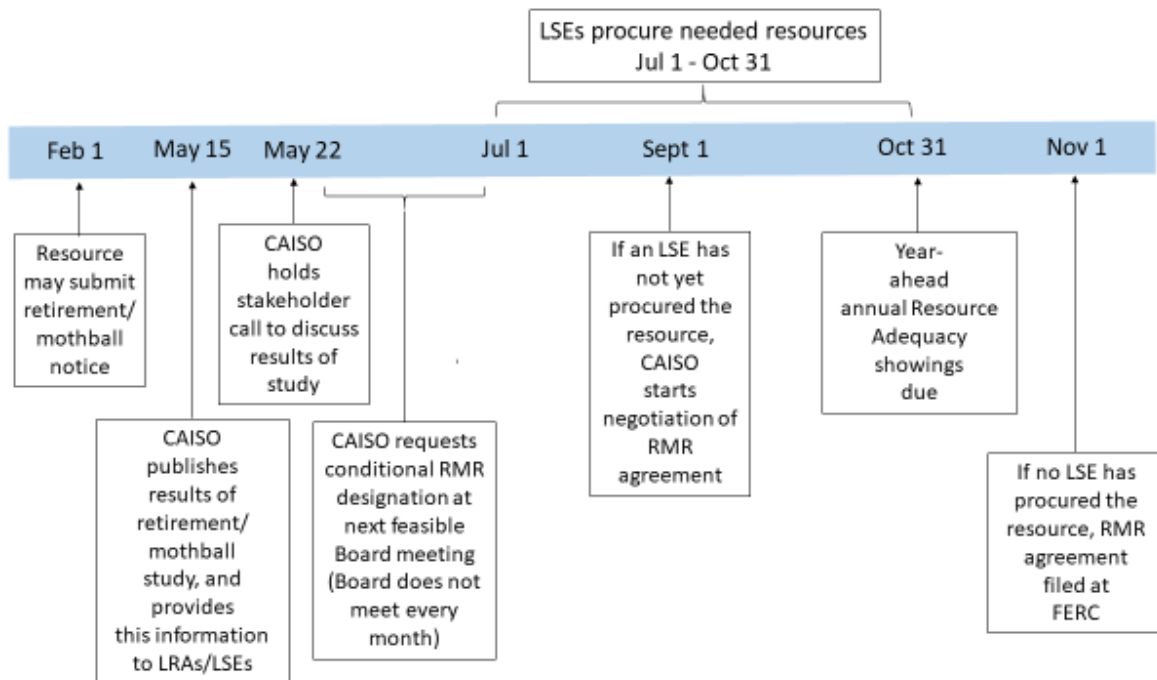 LSEs procure needed resources
Jul 1 - Oct 31
Feb 1
May 15
May 22
Jul 1
Sept 1
Oct 31
Nov 1
Resource
may submit
retirement/
mothball
notice
CAISO
publishes
results of
retirement/
mothball
study, and
provides
this information
to LRAs/LSEs
CAISO
holds
stakeholder
call to discuss
results of
study
CAISO requests
conditional RMR
designation at
next feasible
Board meeting
(Board does not
meet every
month)
If an LSE has
not yet
procured the
resource,
CAISO
starts
negotiation of
RMR
agreement
Year-
ahead
annual Resource
Adequacy
showings
due
If no LSE has
procured the
resource, RMR
agreement
filed at
FERC